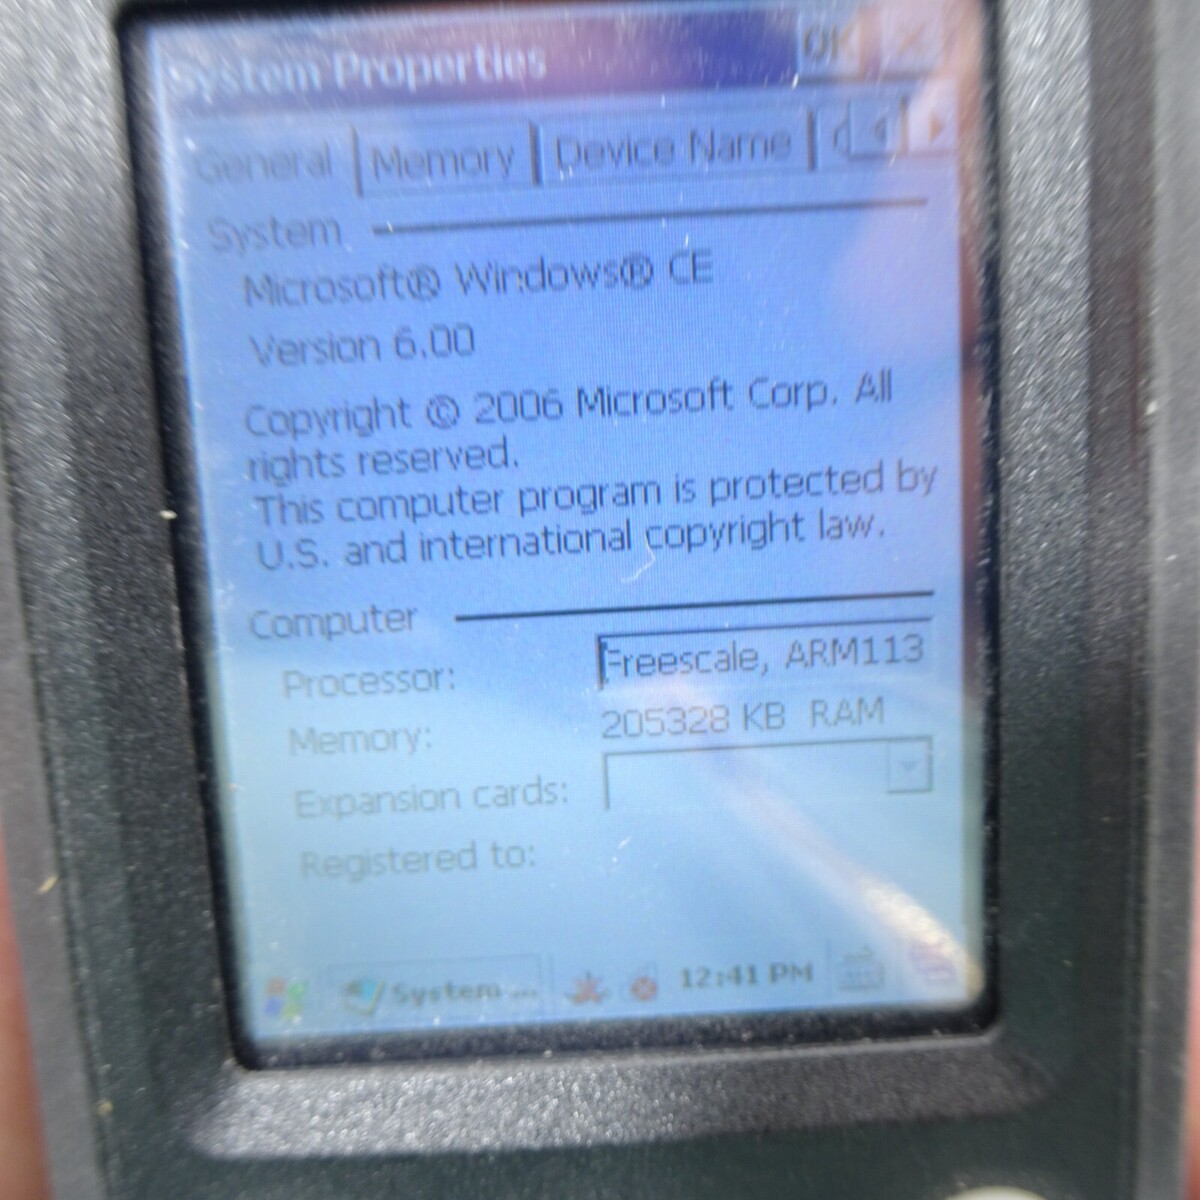 System Properties OK
General Memory Device Name
System
Microsoft® Windows® CE
Version 6.00
Copyright © 2006 Microsoft Corp. All
rights reserved.
This computer program is protected by
U.S. and international copyright law.
Computer
Processor: Freescale, ARM113
Memory: 205328 KB RAM
Expansion cards:
Registered to:
System ... 12:41 PM